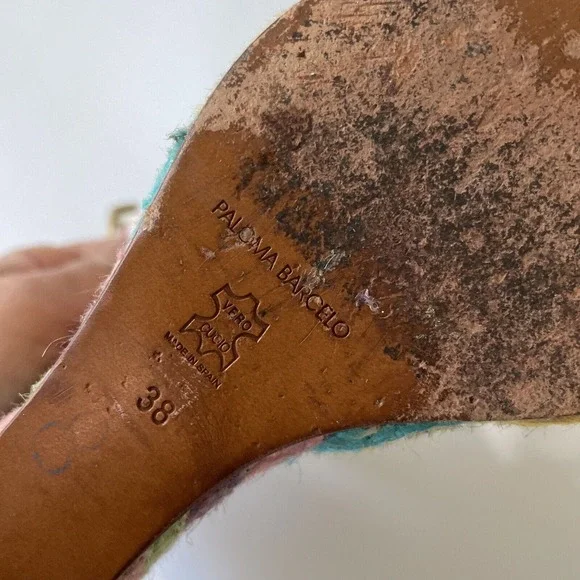 PALOMA BARCELO
VERO
CUOIO
MADE IN SPAIN
38